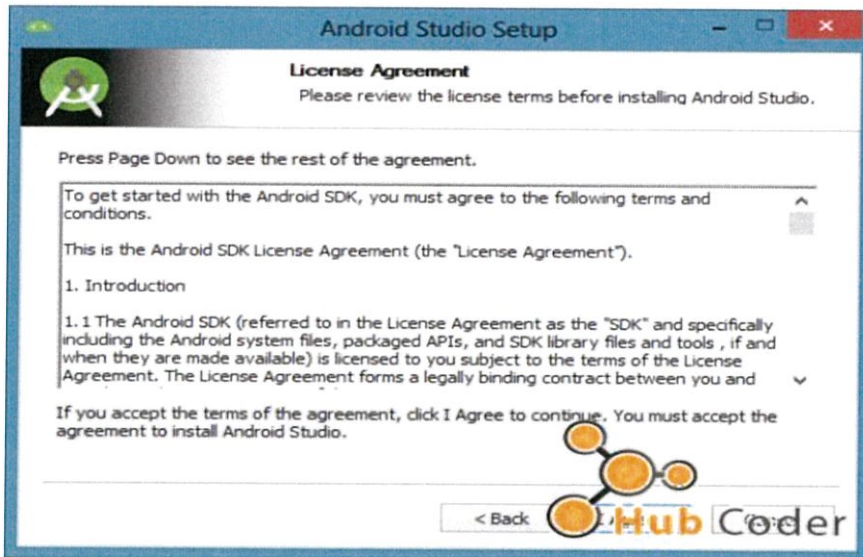 Android Studio Setup
License Agreement
Please review the license terms before installing Android Studio.
Press Page Down to see the rest of the agreement.
To get started with the Android SDK, you must agree to the following terms and
conditions.
This is the Android SDK License Agreement (the "License Agreement").
1. Introduction
1.1 The Android SDK (referred to in the License Agreement as the "SDK" and specifically
including the Android system files, packaged APIs, and SDK library files and tools , if and
when they are made available) is licensed to you subject to the terms of the License
Agreement. The License Agreement forms a legally binding contract between you and
If you accept the terms of the agreement, click I Agree to continue. You must accept the
agreement to install Android Studio.
< Back
Hub Coder